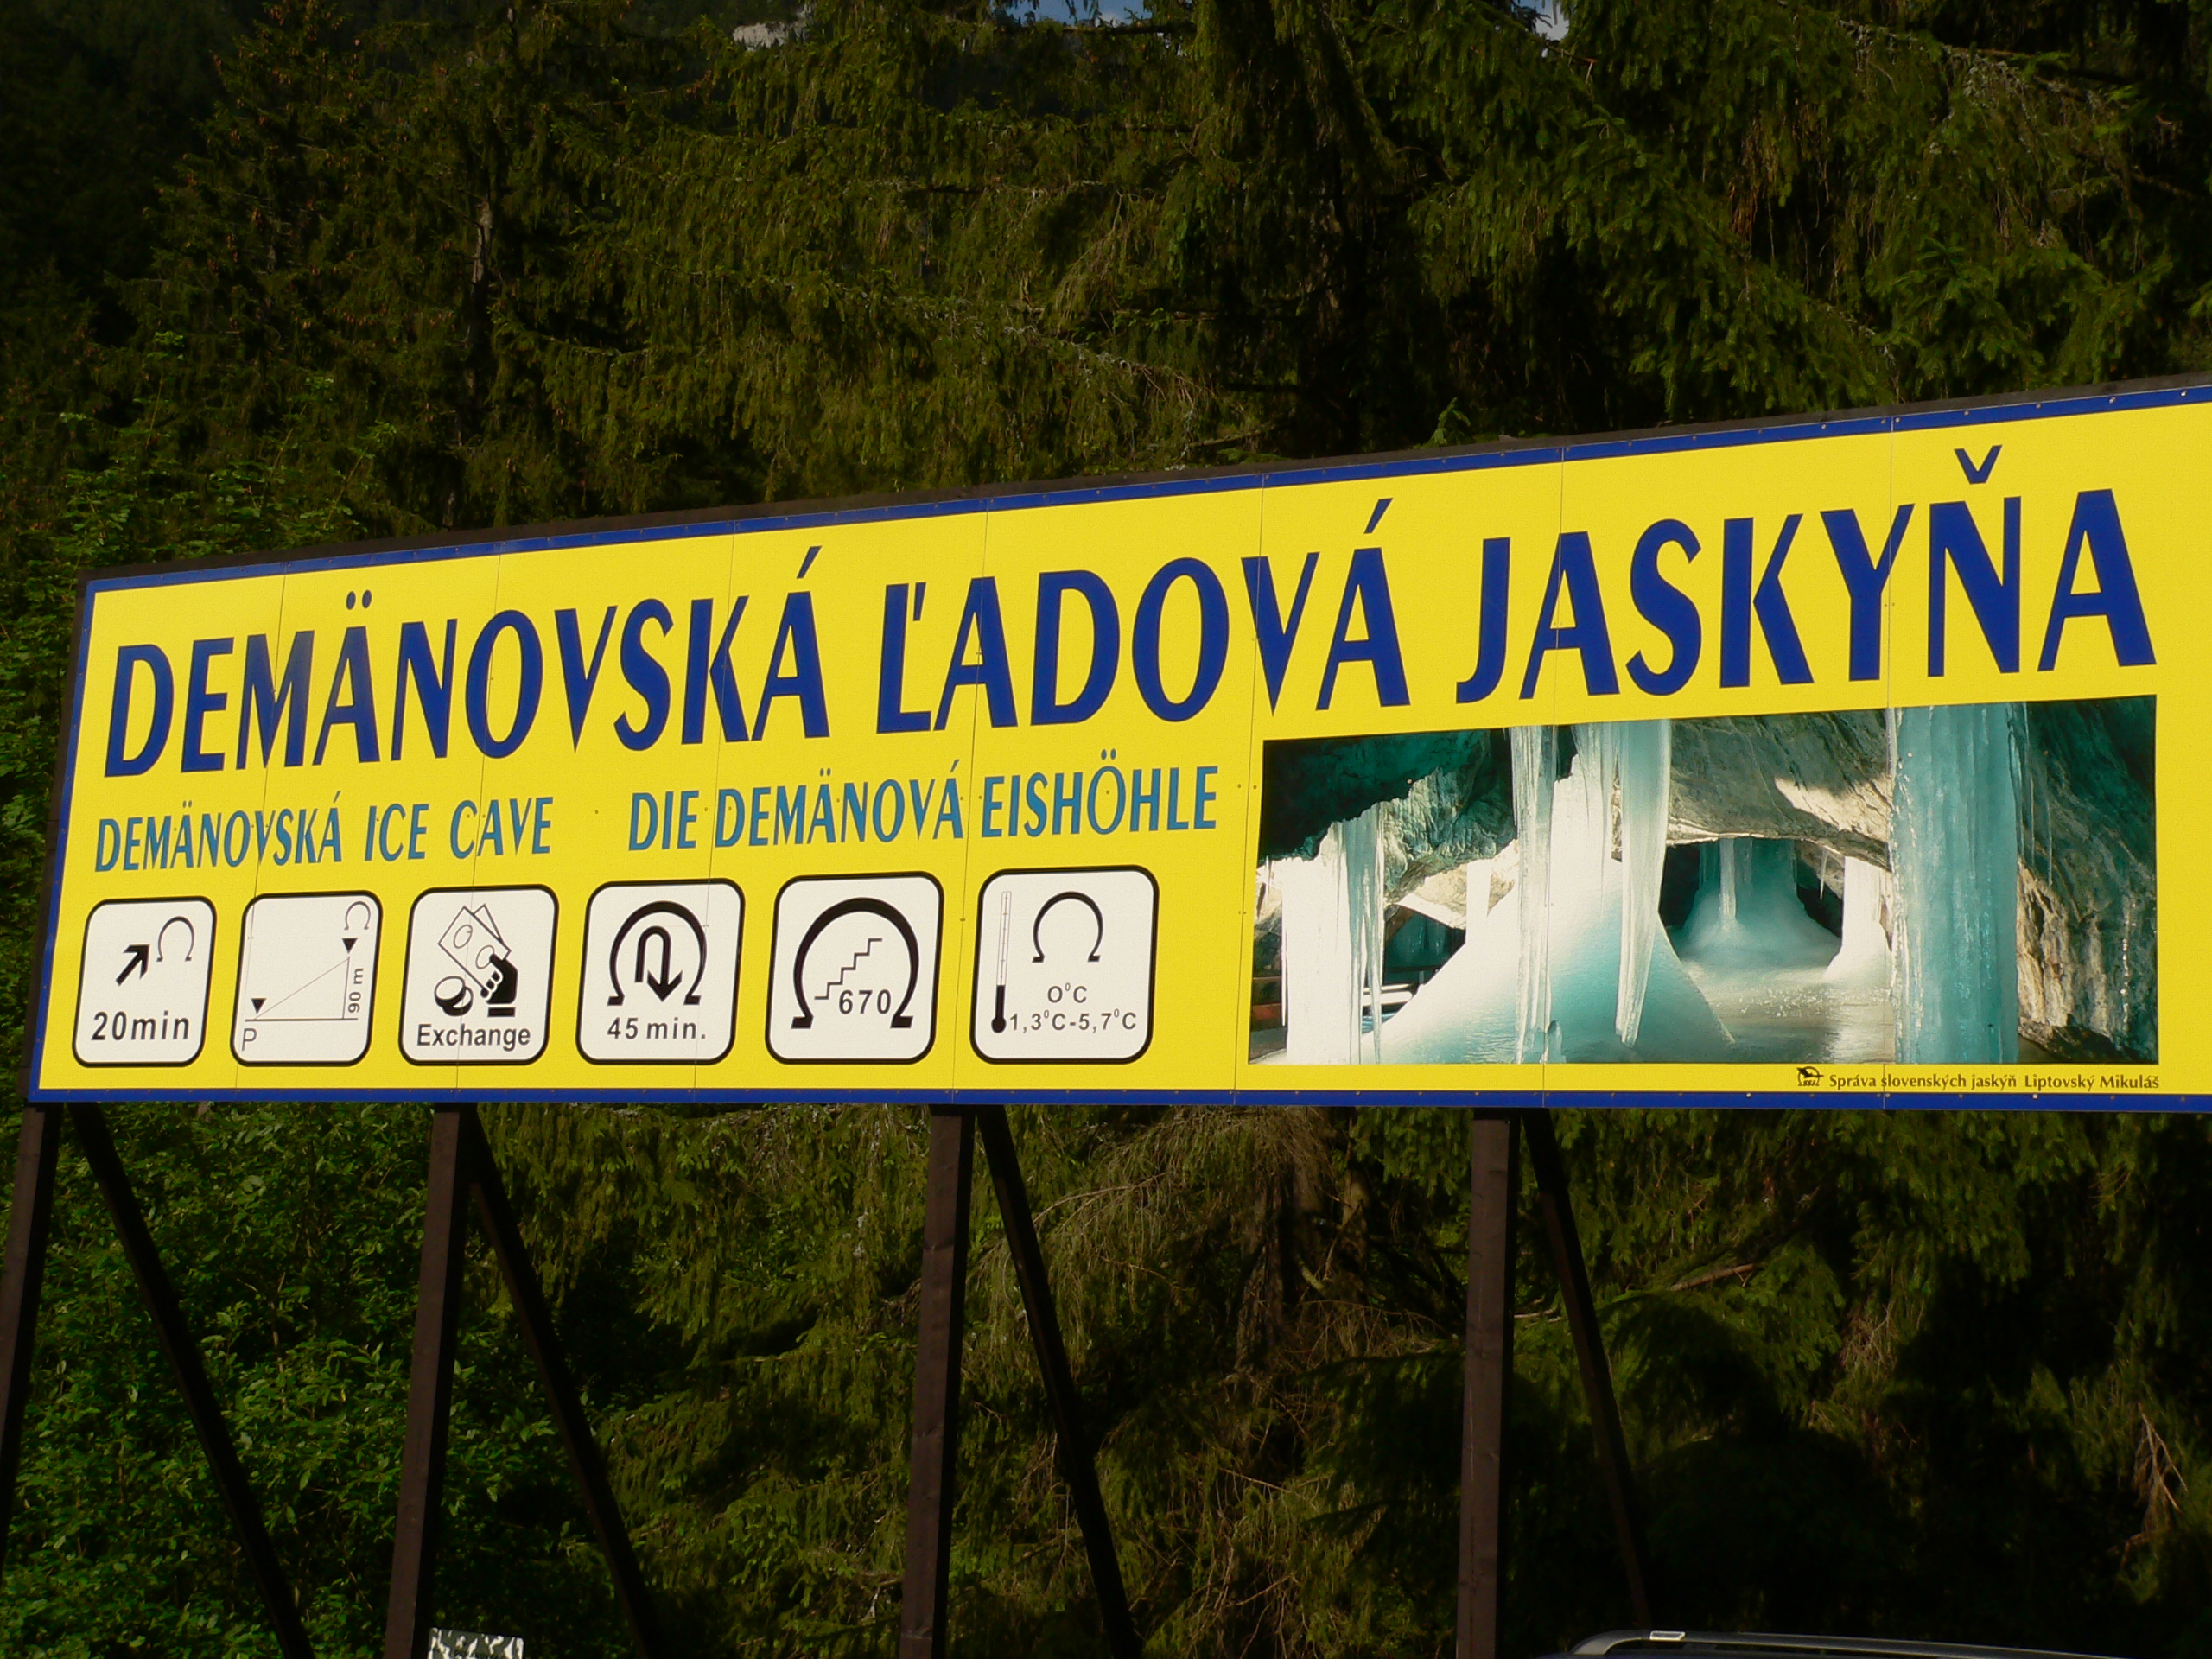 DEMÄNOVSKÁ ĽADOVÁ JASKYŇA
DEMÄNOVSKÁ ICE CAVE DIE DEMÄNOVÁ EISHÖHLE
20min
P 90 m
Exchange
45 min.
670
O°C
1,3°C-5,7°C
Správa slovenských jaskýň Liptovský Mikuláš